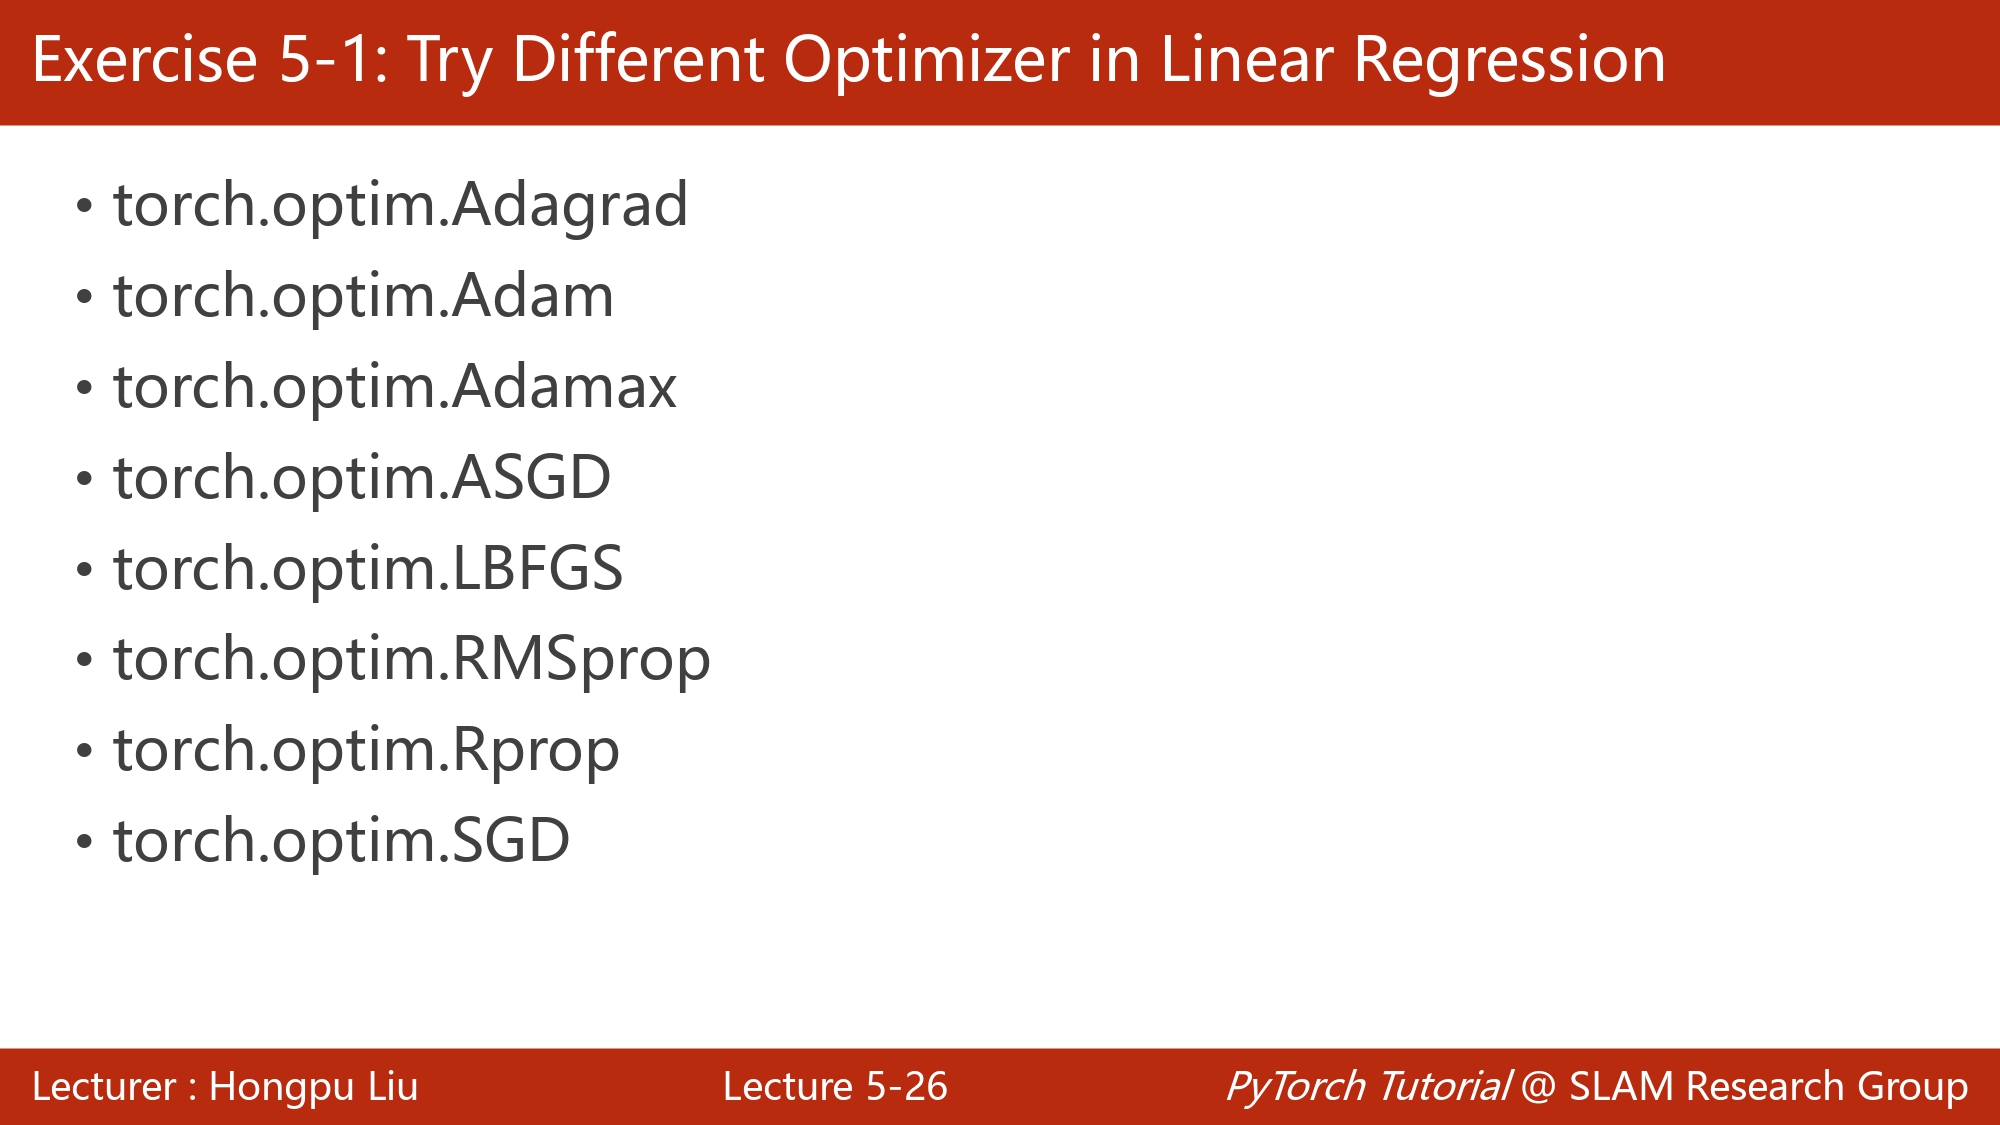 Exercise 5-1: Try Different Optimizer in Linear Regression
• torch.optim.Adagrad
• torch.optim.Adam
• torch.optim.Adamax
• torch.optim.ASGD
• torch.optim.LBFGS
• torch.optim.RMSprop
• torch.optim.Rprop
• torch.optim.SGD
Lecturer : Hongpu Liu Lecture 5-26 PyTorch Tutorial @ SLAM Research Group